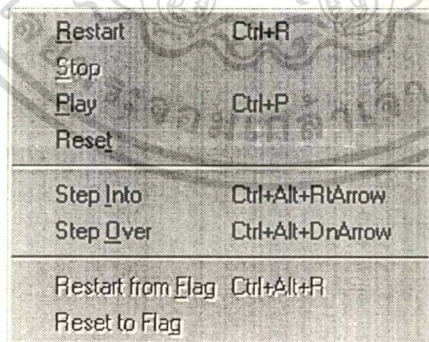 Restart Ctrl+R
Stop
Play Ctrl+P
Reset
Step Into Ctrl+Alt+RtArrow
Step Over Ctrl+Alt+DnArrow
Restart from Flag Ctrl+Alt+R
Reset to Flag